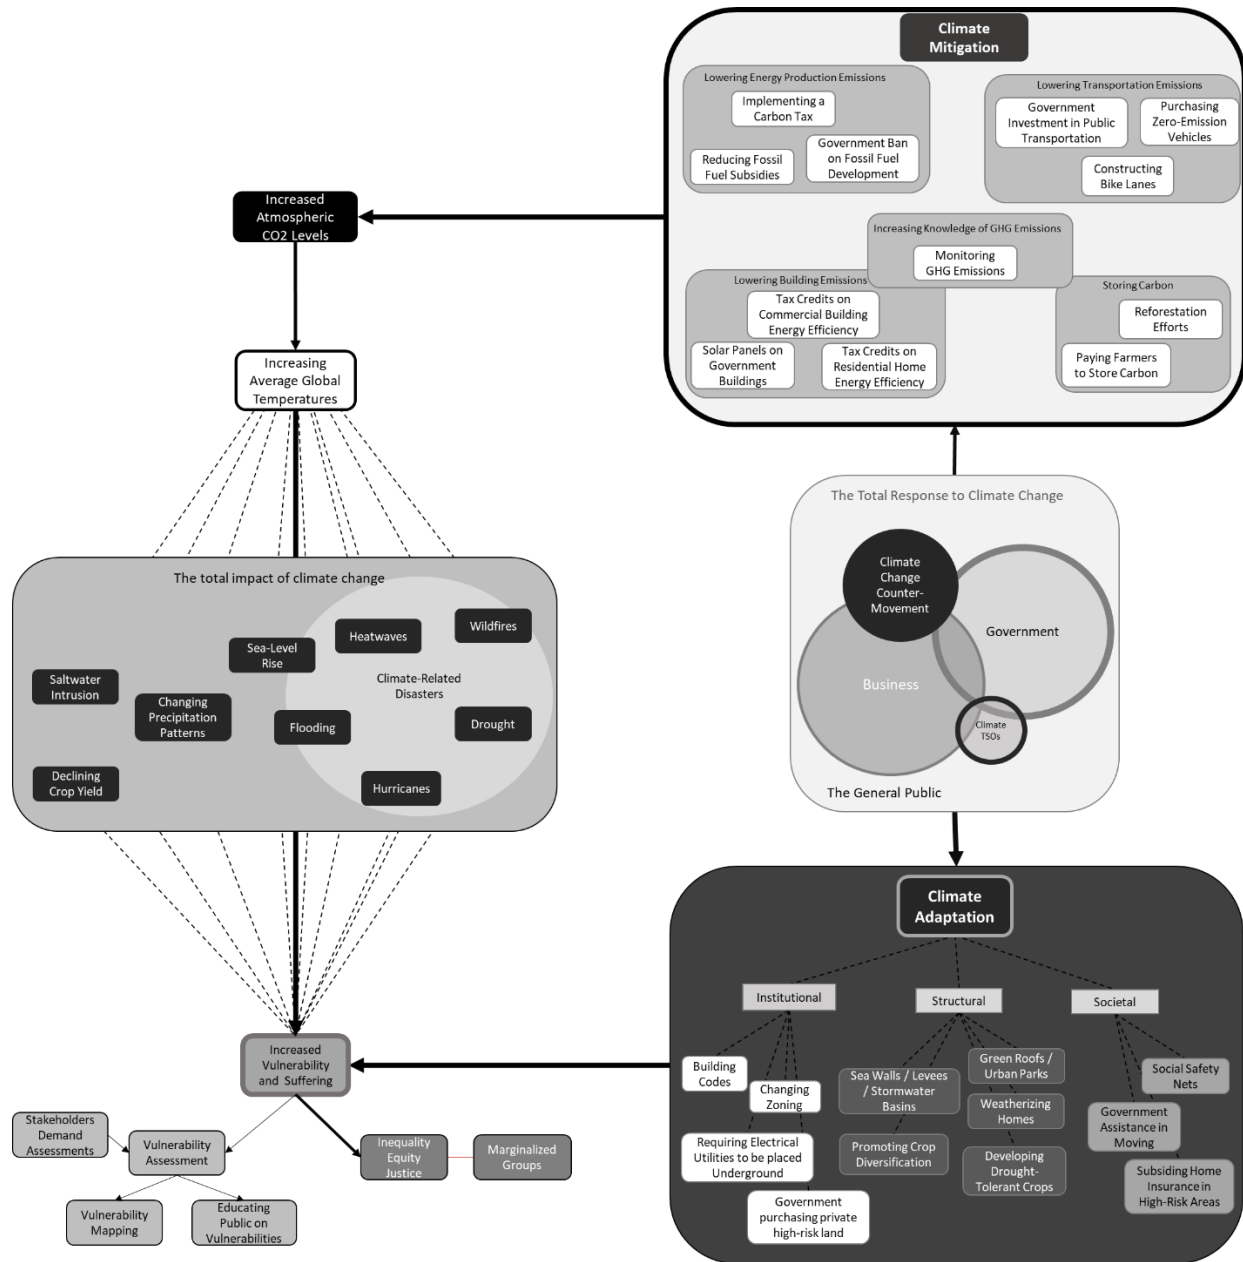 Climate
Mitigation
Lowering Energy Production Emissions
Implementing a
Carbon Tax
Reducing Fossil
Fuel Subsidies
Government Ban
on Fossil Fuel
Development
Lowering Transportation Emissions
Government
Investment in Public
Transportation
Purchasing
Zero-Emission
Vehicles
Constructing
Bike Lanes
Increasing Knowledge of GHG Emissions
Monitoring
GHG Emissions
Lowering Building Emissions
Tax Credits on
Commercial Building
Energy Efficiency
Solar Panels on
Government
Buildings
Tax Credits on
Residential Home
Energy Efficiency
Storing Carbon
Reforestation
Efforts
Paying Farmers
to Store Carbon
Increased
Atmospheric
CO2 Levels
Increasing
Average Global
Temperatures
The total impact of climate change
Saltwater
Intrusion
Changing
Precipitation
Patterns
Declining
Crop Yield
Sea-Level
Rise
Heatwaves
Wildfires
Climate-Related
Disasters
Flooding
Drought
Hurricanes
The Total Response to Climate Change
Climate
Change
Counter-
Movement
Government
Business
Climate
TSOs
The General Public
Climate
Adaptation
Institutional
Structural
Societal
Building
Codes
Changing
Zoning
Requiring Electrical
Utilities to be placed
Underground
Government
purchasing private
high-risk land
Sea Walls / Levees
/ Stormwater
Basins
Promoting Crop
Diversification
Green Roofs /
Urban Parks
Weatherizing
Homes
Developing
Drought-
Tolerant Crops
Social Safety
Nets
Government
Assistance in
Moving
Subsiding Home
Insurance in
High-Risk Areas
Increased
Vulnerability
and Suffering
Stakeholders
Demand
Assessments
Vulnerability
Assessment
Vulnerability
Mapping
Educating
Public on
Vulnerabilities
Inequality
Equity
Justice
Marginalized
Groups